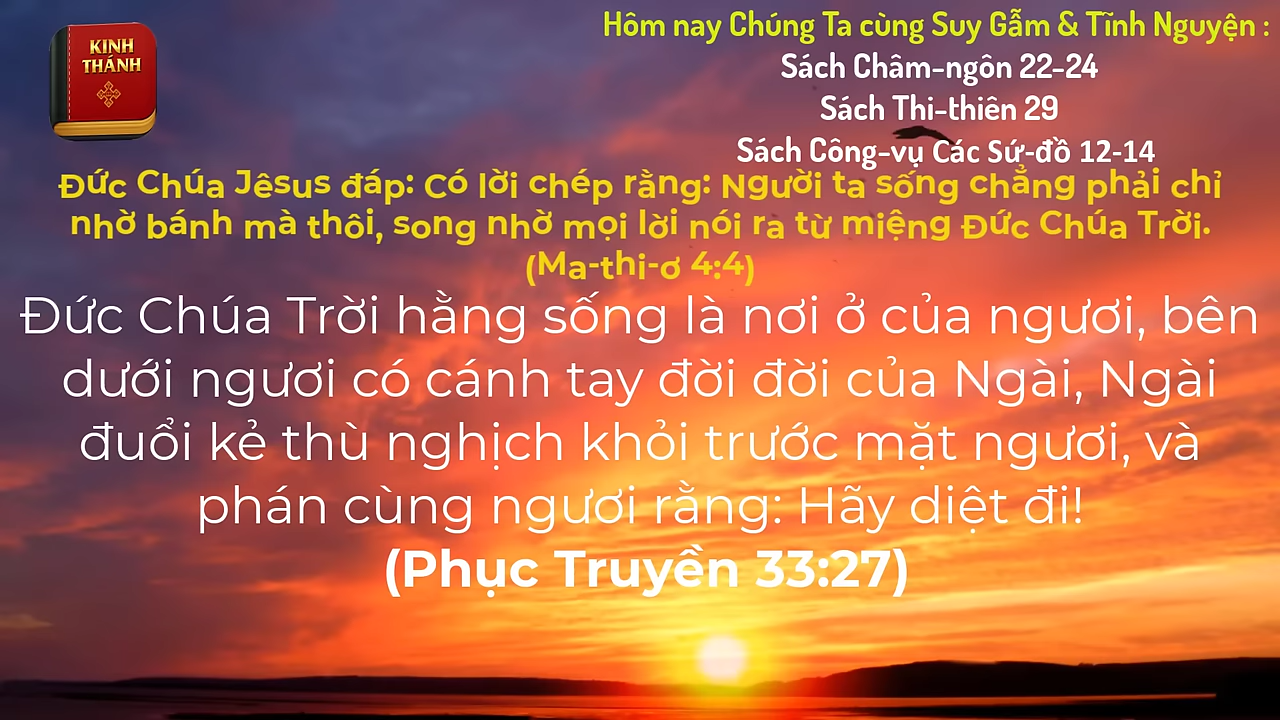 KINH
THÁNH
Hôm nay Chúng Ta cùng Suy Gẫm & Tĩnh Nguyện :
Sách Châm-ngôn 22-24
Sách Thi-thiên 29
Sách Công-vụ Các Sứ-đồ 12-14
Đức Chúa Jêsus đáp: Có lời chép rằng: Người ta sống chẳng phải chỉ
nhờ bánh mà thôi, song nhờ mọi lời nói ra từ miệng Đức Chúa Trời.
(Ma-thi-ơ 4:4)
Đức Chúa Trời hằng sống là nơi ở của ngươi, bên
dưới ngươi có cánh tay đời đời của Ngài, Ngài
đuổi kẻ thù nghịch khỏi trước mặt ngươi, và
phán cùng ngươi rằng: Hãy diệt đi!
(Phục Truyền 33:27)